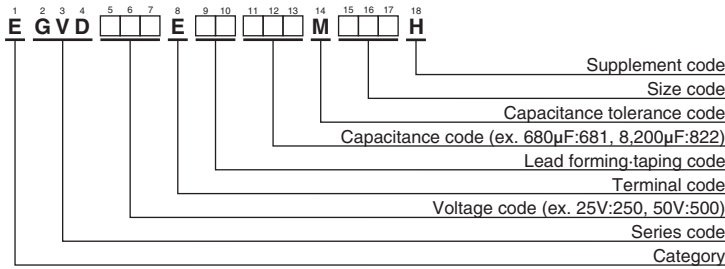 1 2 3 4 5 6 7 8 9 10 11 12 13 14 15 16 17 18
E G V D E M H
Supplement code
Size code
Capacitance tolerance code
Capacitance code (ex. 680µF:681, 8,200µF:822)
Lead forming·taping code
Terminal code
Voltage code (ex. 25V:250, 50V:500)
Series code
Category